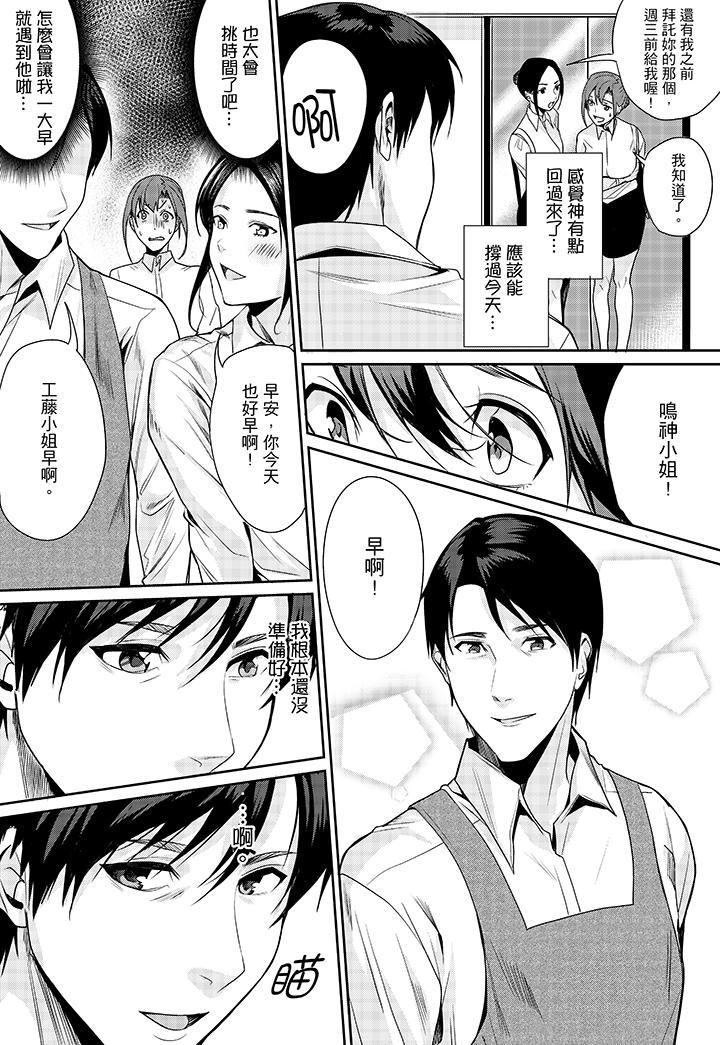 還有我之前
拜託妳的那個，
週三前給我喔！
我知道了。
感覺神有點
回過來了…
應該能
撐過今天…
啊
也太會
挑時間了吧…
怎麼會讓我一大早
就遇到他啦…
早安，你今天
也好早啊！
工藤小姐早啊。
鳴神小姐！
早啊！
我根本還沒
準備好…
…啊。
瞄